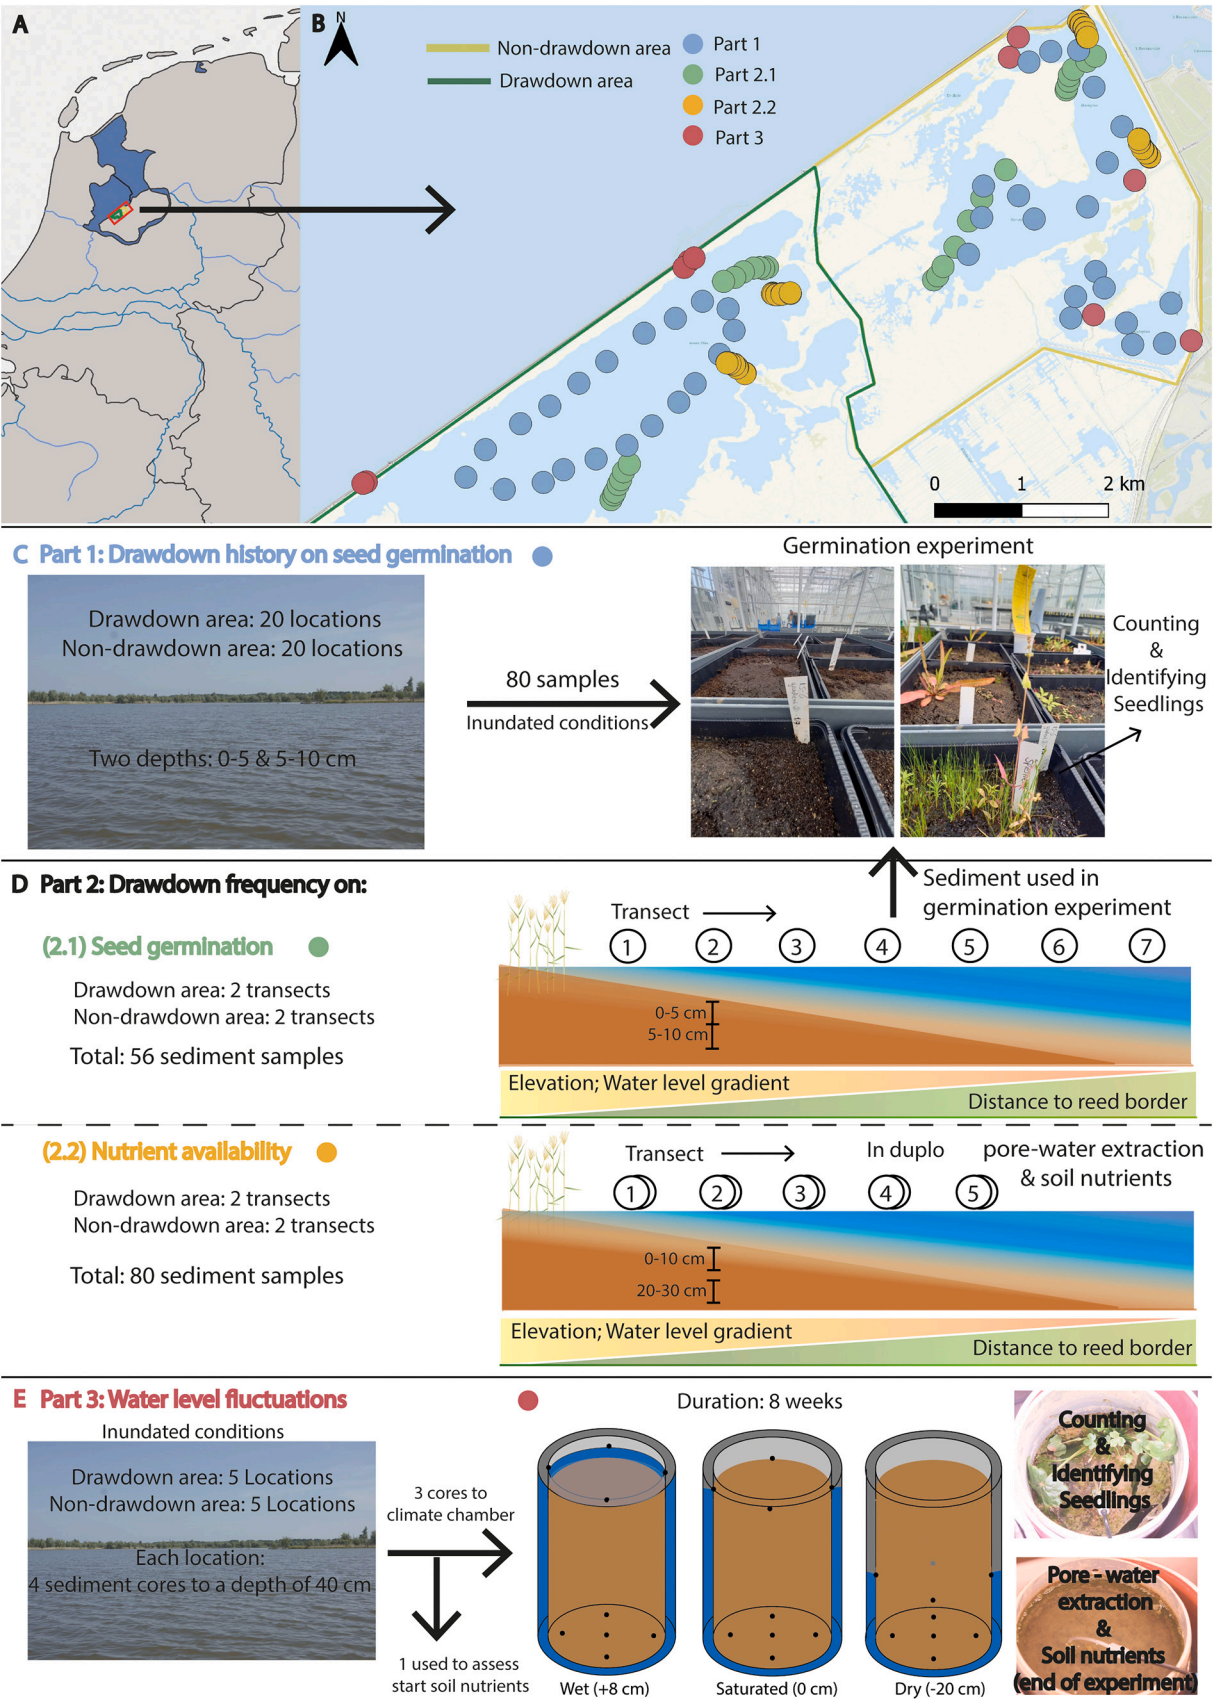 A
B
N
Non-drawdown area
Drawdown area
Part 1
Part 2.1
Part 2.2
Part 3
0 1 2 km
C Part 1: Drawdown history on seed germination
Drawdown area: 20 locations
Non-drawdown area: 20 locations
Two depths: 0-5 & 5-10 cm
80 samples
Inundated conditions
Germination experiment
Counting
&
Identifying
Seedlings
D Part 2: Drawdown frequency on:
(2.1) Seed germination
Drawdown area: 2 transects
Non-drawdown area: 2 transects
Total: 56 sediment samples
Sediment used in
germination experiment
Transect
1 2 3 4 5 6 7
0-5 cm
5-10 cm
Elevation; Water level gradient
Distance to reed border
(2.2) Nutrient availability
Drawdown area: 2 transects
Non-drawdown area: 2 transects
Total: 80 sediment samples
Transect
In duplo
pore-water extraction
& soil nutrients
1 2 3 4 5
0-10 cm
20-30 cm
Elevation; Water level gradient
Distance to reed border
E Part 3: Water level fluctuations
Inundated conditions
Drawdown area: 5 Locations
Non-drawdown area: 5 Locations
Each location:
4 sediment cores to a depth of 40 cm
3 cores to
climate chamber
1 used to assess
start soil nutrients
Duration: 8 weeks
Wet (+8 cm)
Saturated (0 cm)
Dry (-20 cm)
Counting
&
Identifying
Seedlings
Pore - water
extraction
&
Soil nutrients
(end of experiment)